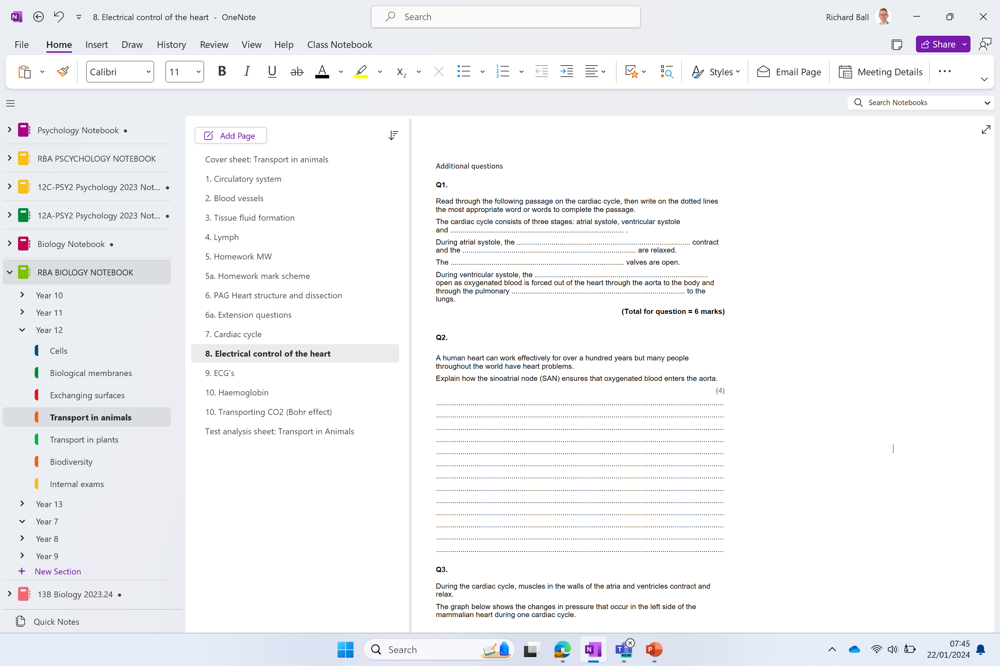 8. Electrical control of the heart - OneNote
Search
Richard Ball
File Home Insert Draw History Review View Help Class Notebook
Share
Calibri
11
Styles
Email Page
Meeting Details
Search Notebooks
Psychology Notebook
RBA PSCYCHOLOGY NOTEBOOK
12C-PSY2 Psychology 2023 Not...
12A-PSY2 Psychology 2023 Not...
Biology Notebook
RBA BIOLOGY NOTEBOOK
Year 10
Year 11
Year 12
Cells
Biological membranes
Exchanging surfaces
Transport in animals
Transport in plants
Biodiversity
Internal exams
Year 13
Year 7
Year 8
Year 9
New Section
13B Biology 2023.24
Quick Notes
Add Page
Cover sheet: Transport in animals
1. Circulatory system
2. Blood vessels
3. Tissue fluid formation
4. Lymph
5. Homework MW
5a. Homework mark scheme
6. PAG Heart structure and dissection
6a. Extension questions
7. Cardiac cycle
8. Electrical control of the heart
9. ECG's
10. Haemoglobin
10. Transporting CO2 (Bohr effect)
Test analysis sheet: Transport in Animals
Additional questions
Q1.
Read through the following passage on the cardiac cycle, then write on the dotted lines
the most appropriate word or words to complete the passage.
The cardiac cycle consists of three stages: atrial systole, ventricular systole
and ..................................................................................... .
During atrial systole, the ..................................................................................... contract
and the ..................................................................................... are relaxed.
The ..................................................................................... valves are open.
During ventricular systole, the .....................................................................................
open as oxygenated blood is forced out of the heart through the aorta to the body and
through the pulmonary ..................................................................................... to the
lungs.
(Total for question = 6 marks)
Q2.
A human heart can work effectively for over a hundred years but many people
throughout the world have heart problems.
Explain how the sinoatrial node (SAN) ensures that oxygenated blood enters the aorta.
(4)
Q3.
During the cardiac cycle, muscles in the walls of the atria and ventricles contract and
relax.
The graph below shows the changes in pressure that occur in the left side of the
mammalian heart during one cardiac cycle.
Search
NEW
07:45
22/01/2024